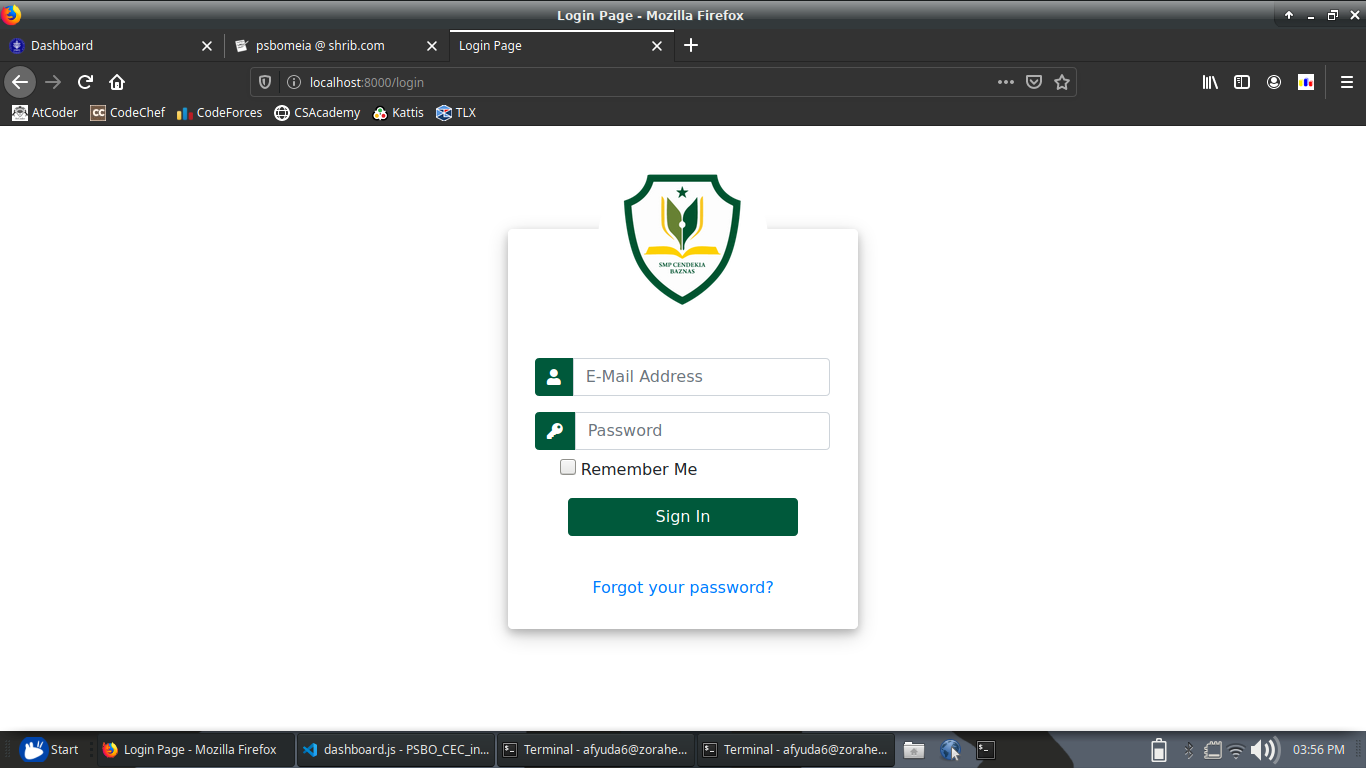 Login Page - Mozilla Firefox
Dashboard
psbomeia @ shrib.com
Login Page
localhost:8000/login
AtCoder
CC CodeChef
CodeForces
CSAcademy
Kattis
TLX
SMP CENDEKIA
BAZNAS
E-Mail Address
Password
Remember Me
Sign In
Forgot your password?
Start
Login Page - Mozilla Firefox
dashboard.js - PSBO_CEC_in...
Terminal - afyuda6@zorahe...
Terminal - afyuda6@zorahe...
03:56 PM